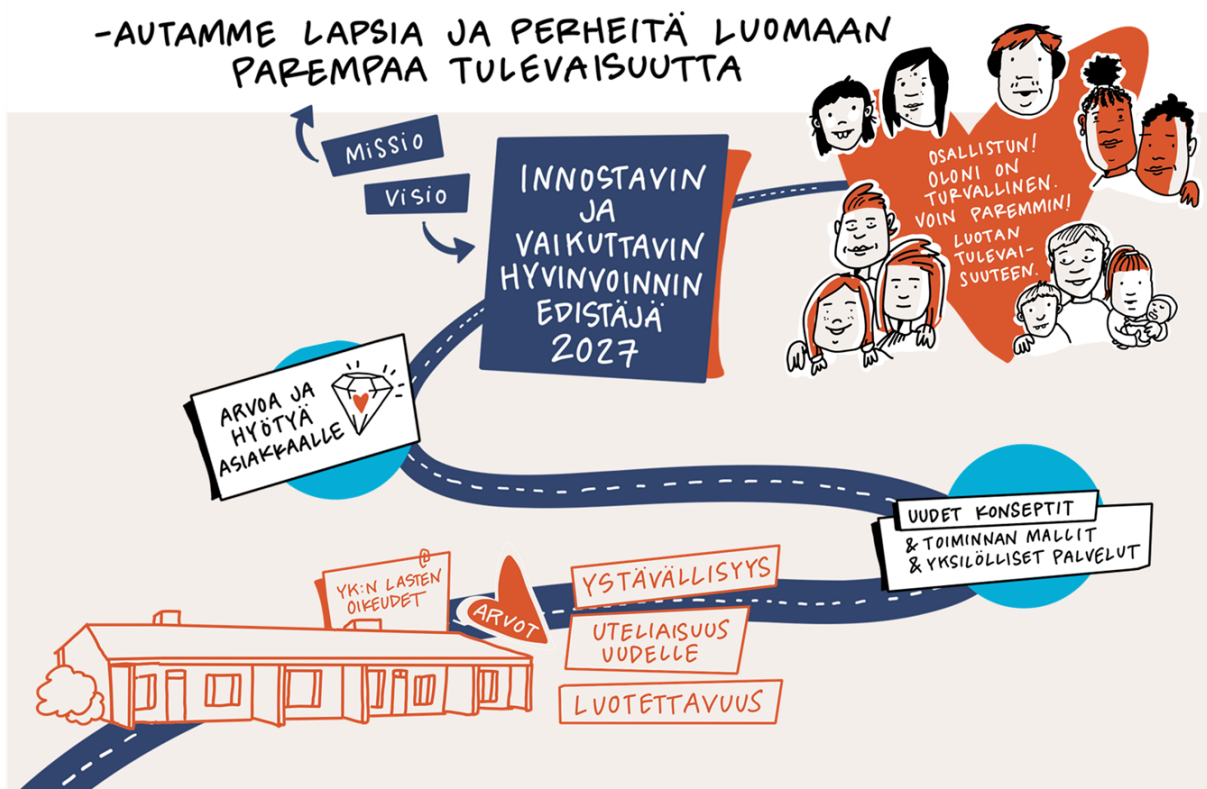 -AUTAMME LAPSIA JA PERHEITÄ LUOMAAN
PAREMPAA TULEVAISUUTTA
MISSIO
VISIO
INNOSTAVIN
JA
VAIKUTTAVIN
HYVINVOINNIN
EDISTÄJÄ
2027
OSALLISTUN!
OLONI ON
TURVALLINEN.
VOIN PAREMMIN!
LUOTAN
TULEVAI-
SUUTEEN.
ARVOA JA
HYÖTYÄ
ASIAKKAALLE
UUDET KONSEPTIT
& TOIMINNAN MALLIT
& YKSILÖLLISET PALVELUT
YK:N LASTEN
OIKEUDET
ARVOT
YSTÄVÄLLISYYS
UTELIAISUUS
UUDELLE
LUOTETTAVUUS